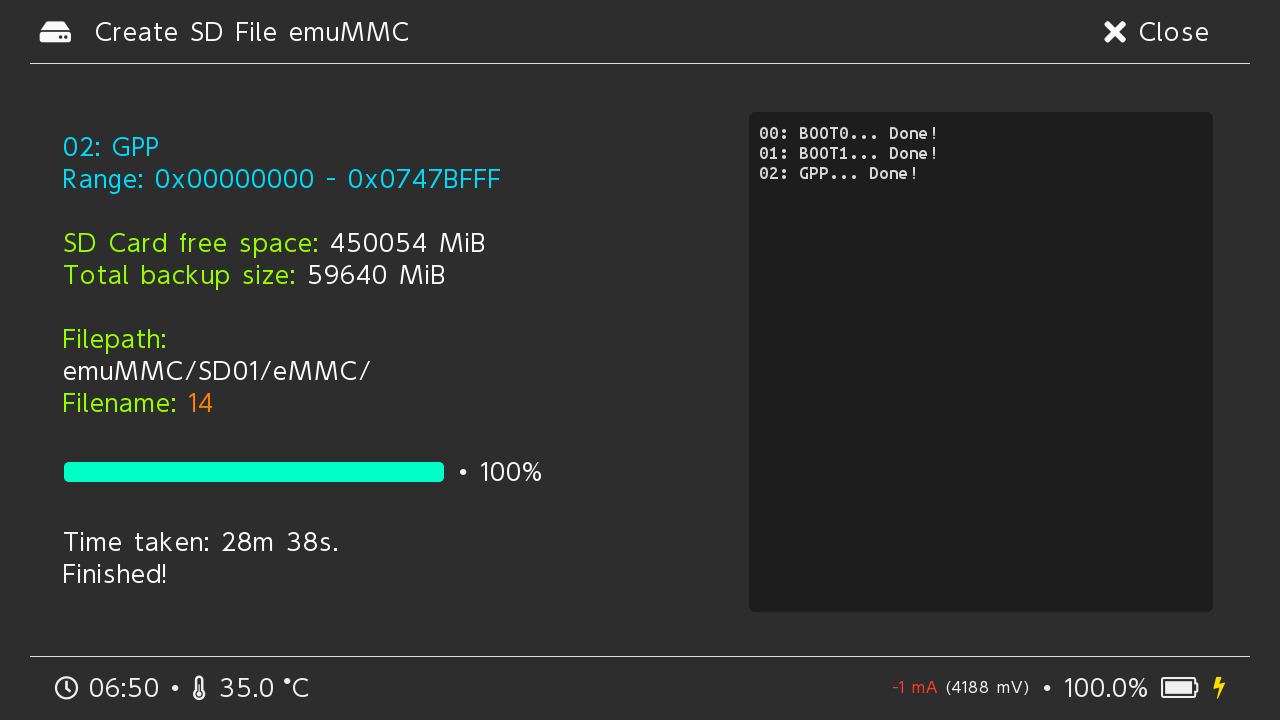 Create SD File emuMMC
Close
02: GPP
Range: 0x00000000 - 0x0747BFFF
SD Card free space: 450054 MiB
Total backup size: 59640 MiB
Filepath:
emuMMC/SD01/eMMC/
Filename: 14
• 100%
Time taken: 28m 38s.
Finished!
00: BOOT0... Done!
01: BOOT1... Done!
02: GPP... Done!
06:50 • 35.0 °C
-1 mA (4188 mV) • 100.0%